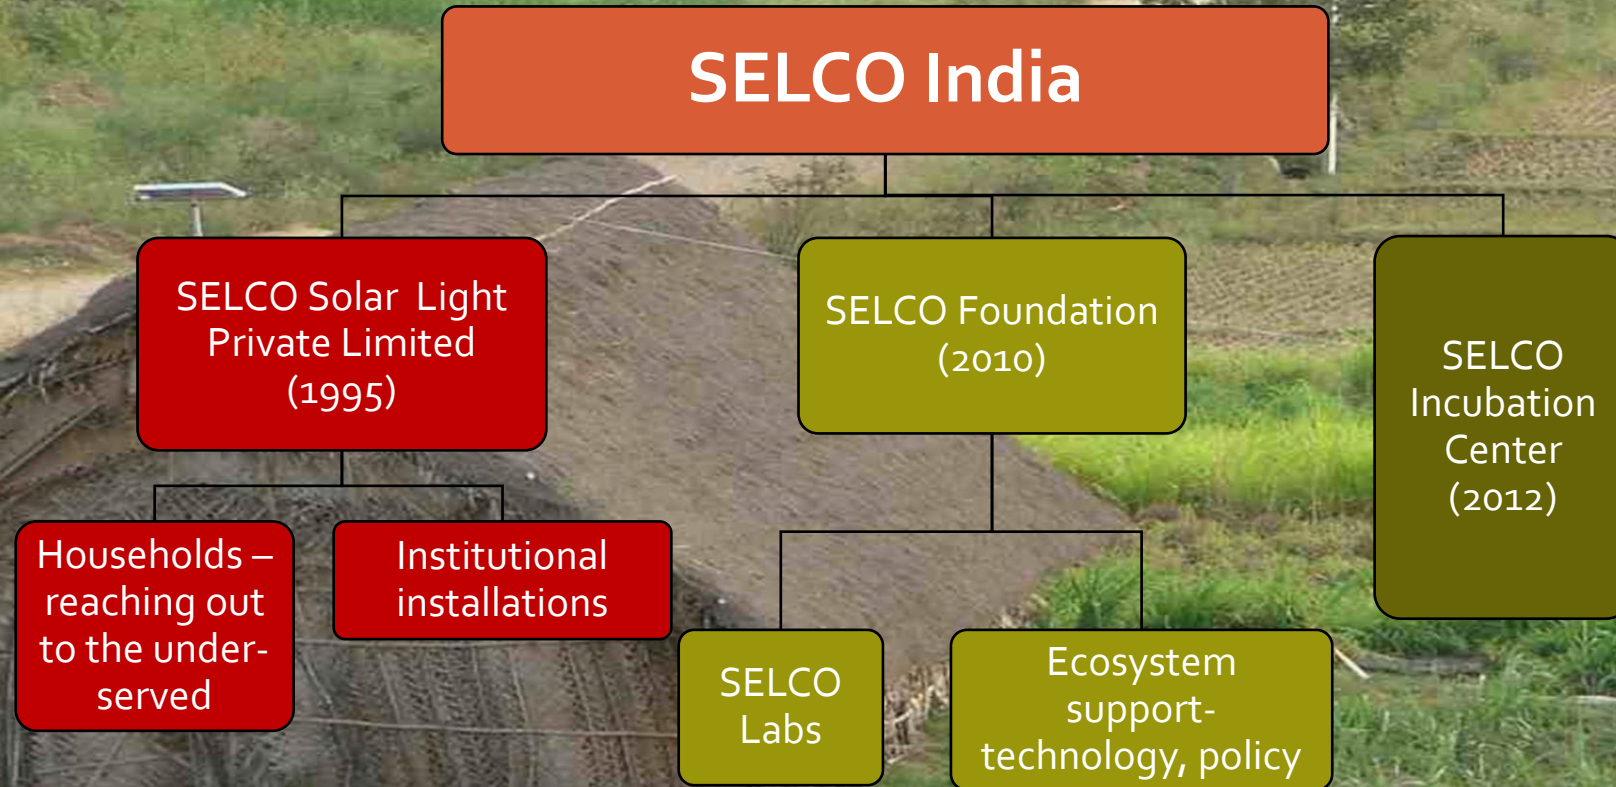 SELCO India
SELCO Solar Light
Private Limited
(1995)
SELCO Foundation
(2010)
SELCO
Incubation
Center
(2012)
Households –
reaching out
to the under-
served
Institutional
installations
SELCO
Labs
Ecosystem
support-
technology, policy